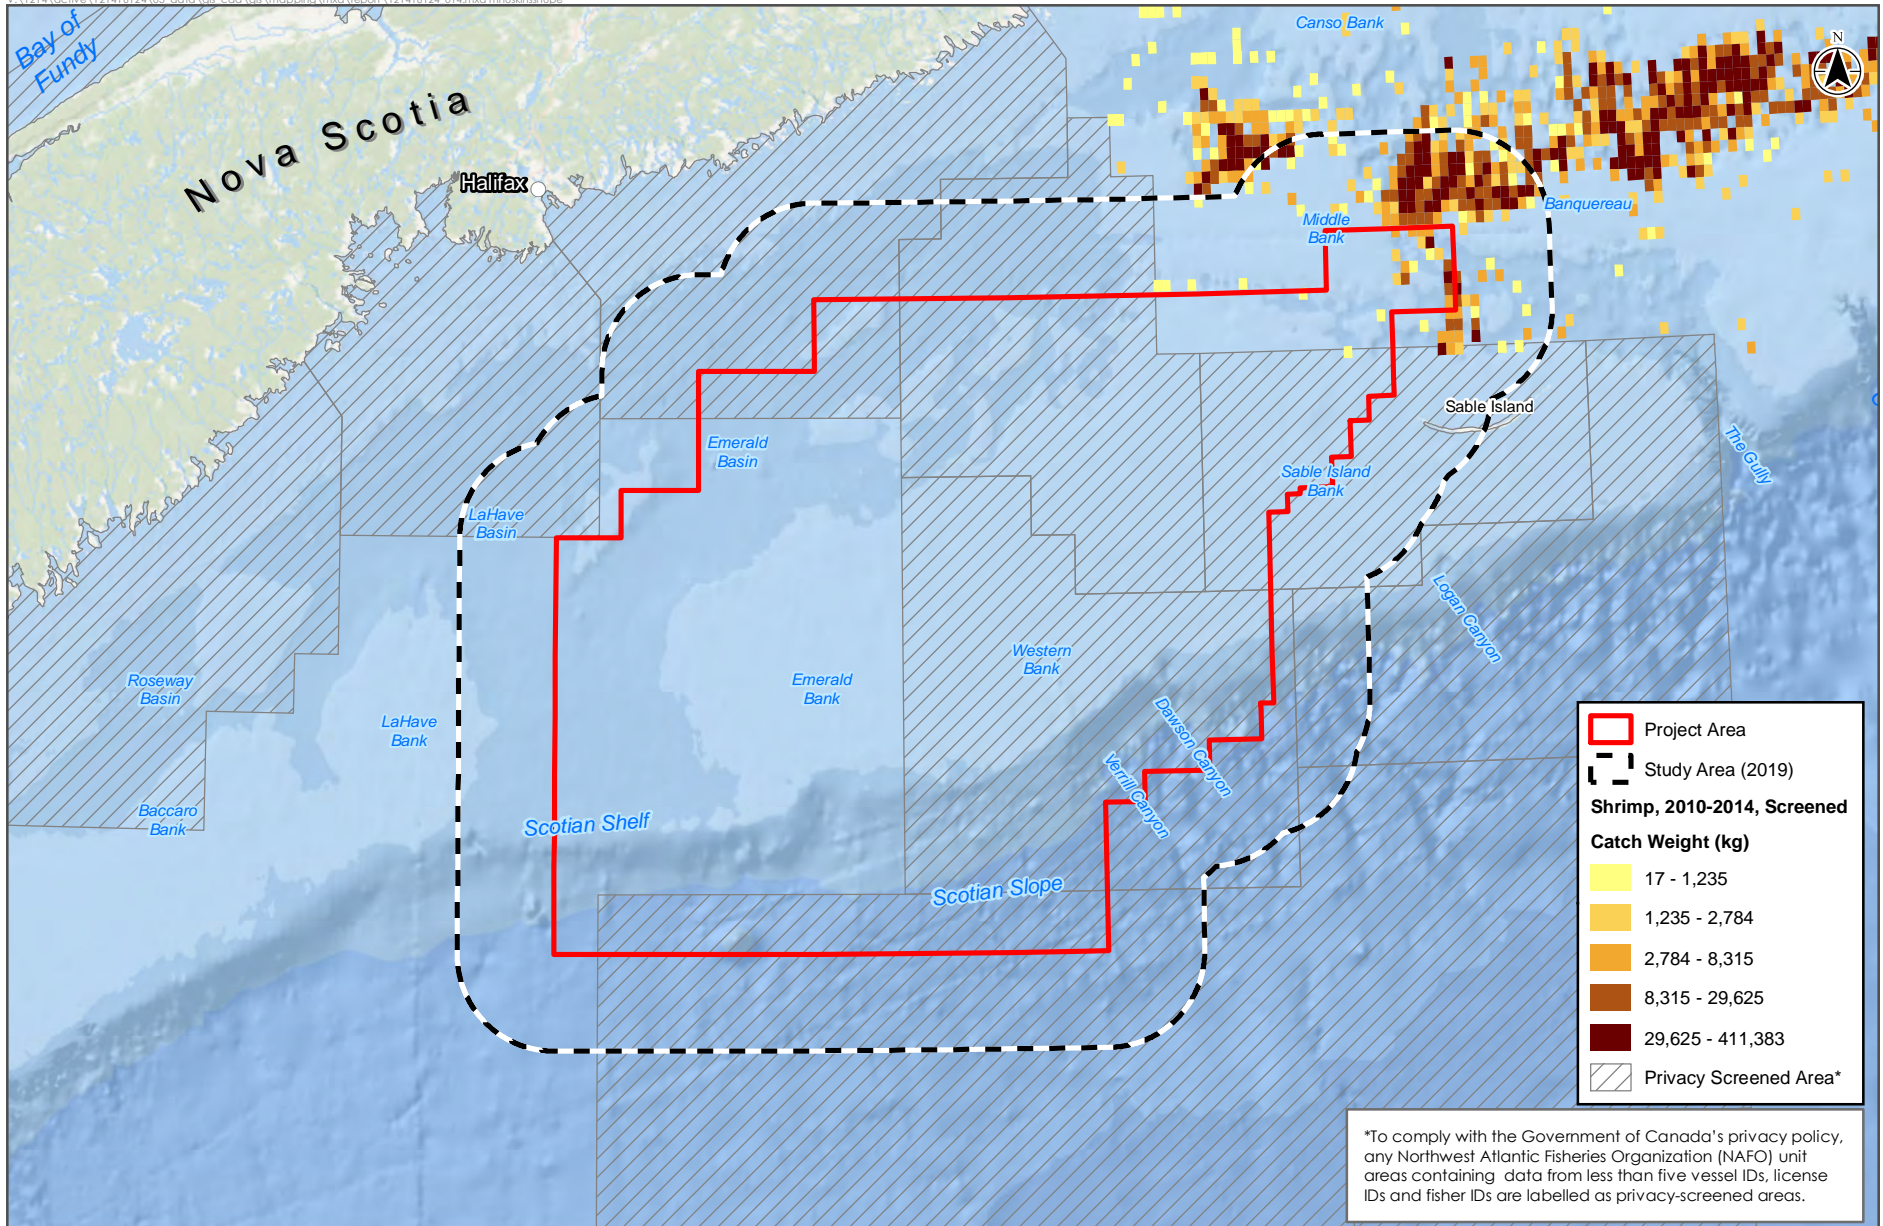 Bay of
Fundy
Nova Scotia
Halifax
Canso Bank
N
Middle
Bank
Banquereau
Sable Island
The Gully
Emerald
Basin
Sable Island
Bank
LaHave
Basin
Logan Canyon
Western
Bank
Roseway
Basin
Emerald
Bank
LaHave
Bank
Dawson Canyon
Verrill Canyon
Baccaro
Bank
Scotian Shelf
Scotian Slope
Project Area
Study Area (2019)
Shrimp, 2010-2014, Screened
Catch Weight (kg)
17 - 1,235
1,235 - 2,784
2,784 - 8,315
8,315 - 29,625
29,625 - 411,383
Privacy Screened Area*
*To comply with the Government of Canada's privacy policy,
any Northwest Atlantic Fisheries Organization (NAFO) unit
areas containing data from less than five vessel IDs, license
IDs and fisher IDs are labelled as privacy-screened areas.